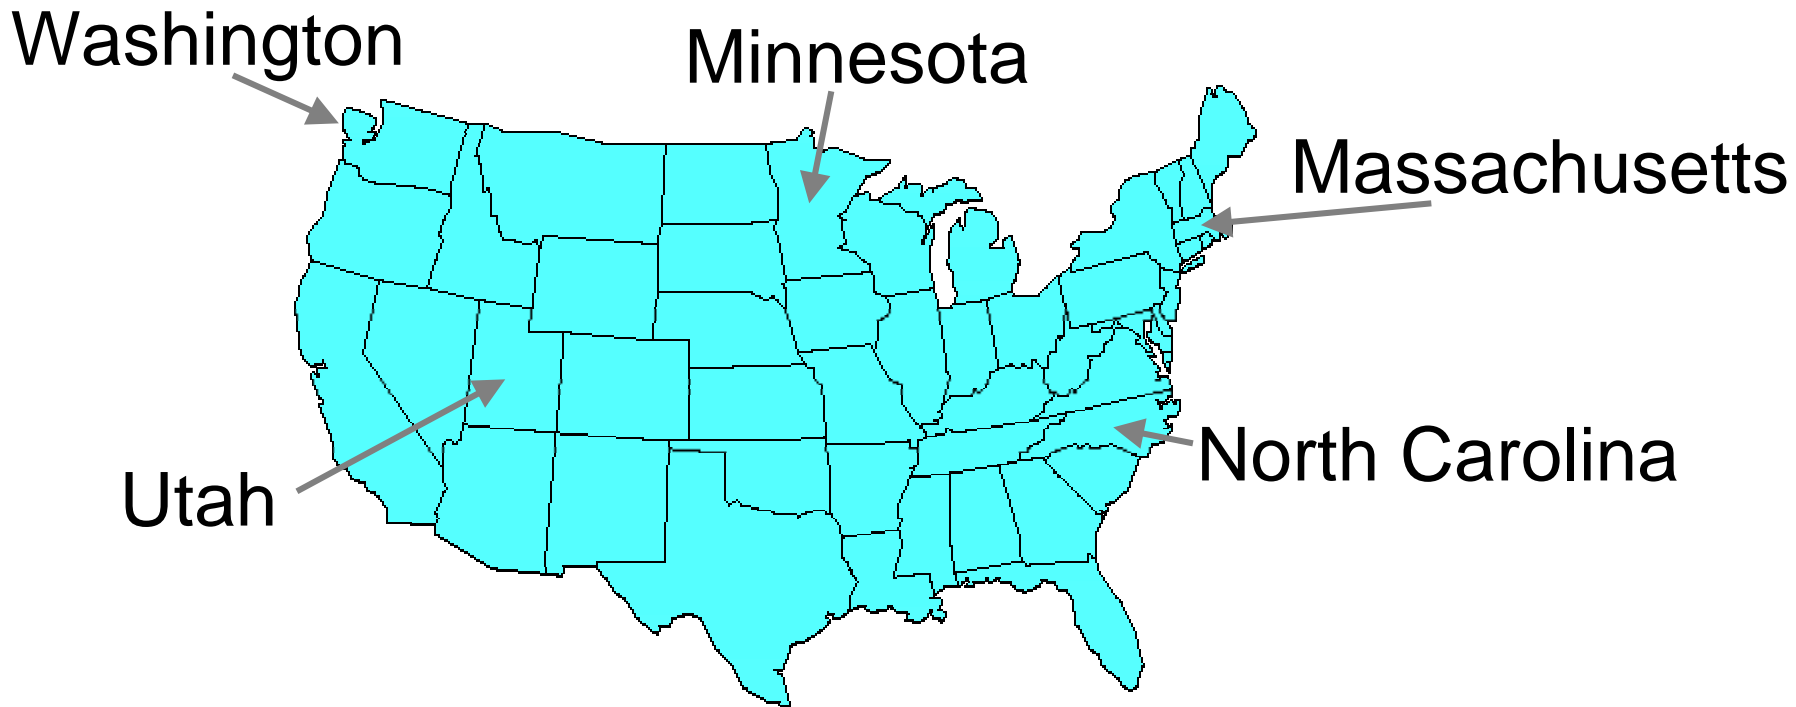 Washington
Minnesota
Massachusetts
North Carolina
Utah